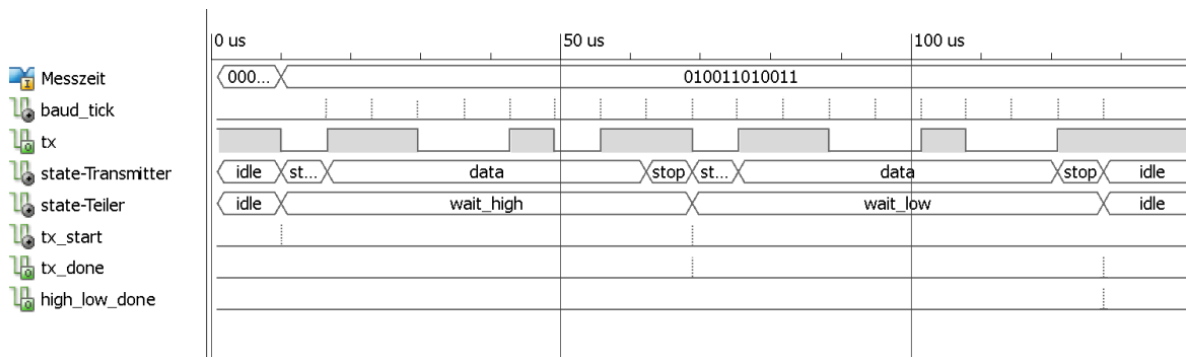 0 us 50 us 100 us
Messzeit 000... 010011010011
baud_tick
tx
state-Transmitter idle st... data stop st... data stop idle
state-Teiler idle wait_high wait_low idle
tx_start
tx_done
high_low_done